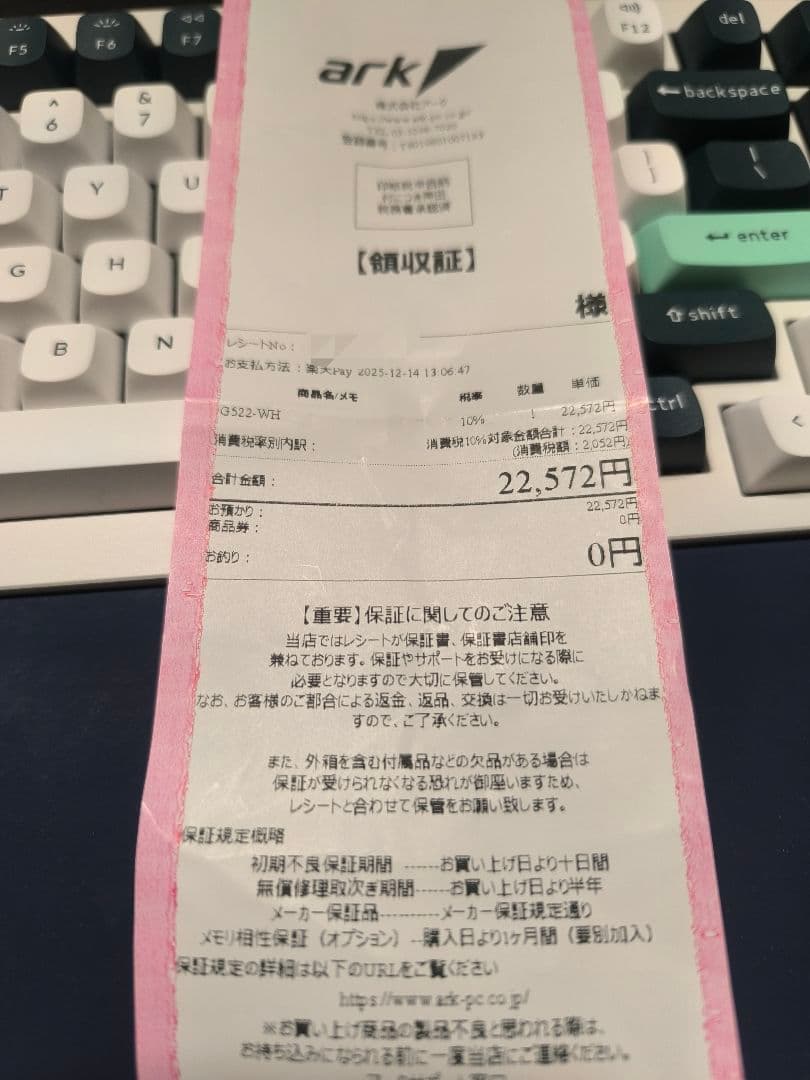 F5
F6
F7
F12
del
^
6
&
7
backspace
T
Y
U
}
]
|
\
G
H
enter
B
N
shift
ctrl
<
ark
株式会社アーク
【領収証】
様
レシートNo:
お支払方法:楽天Pay 2025-12-14 13:06:47
商品名/メモ 税率 数量 単価
G522-WH 10% 1 22,572円
消費税率別内訳: 消費税10%対象金額合計:22,572円
(消費税額:2,052円)
合計金額: 22,572円
お預かり: 22,572円
商品券: 0円
お釣り: 0円
【重要】保証に関してのご注意
当店ではレシートが保証書、保証書店舗印を
兼ねております。保証やサポートをお受けになる際に
必要となりますので大切に保管してください。
なお、お客様のご都合による返金、返品、交換は一切お受けいたしかねま
すので、ご了承ください。
また、外箱を含む付属品などの欠品がある場合は
保証が受けられなくなる恐れが御座いますため、
レシートと合わせて保管をお願い致します。
保証規定概略
初期不良保証期間 ------お買い上げ日より十日間
無償修理取次ぎ期間------お買い上げ日より半年
メーカー保証品----------メーカー保証規定通り
メモリ相性保証（オプション）--購入日より1ヶ月間（要別加入）
保証規定の詳細は以下のURLをご覧ください
https://www.ark-pc.co.jp/
※お買い上げ商品の製品不良と思われる際は、
お持ち込みになられる前に一度当店にご連絡ください。